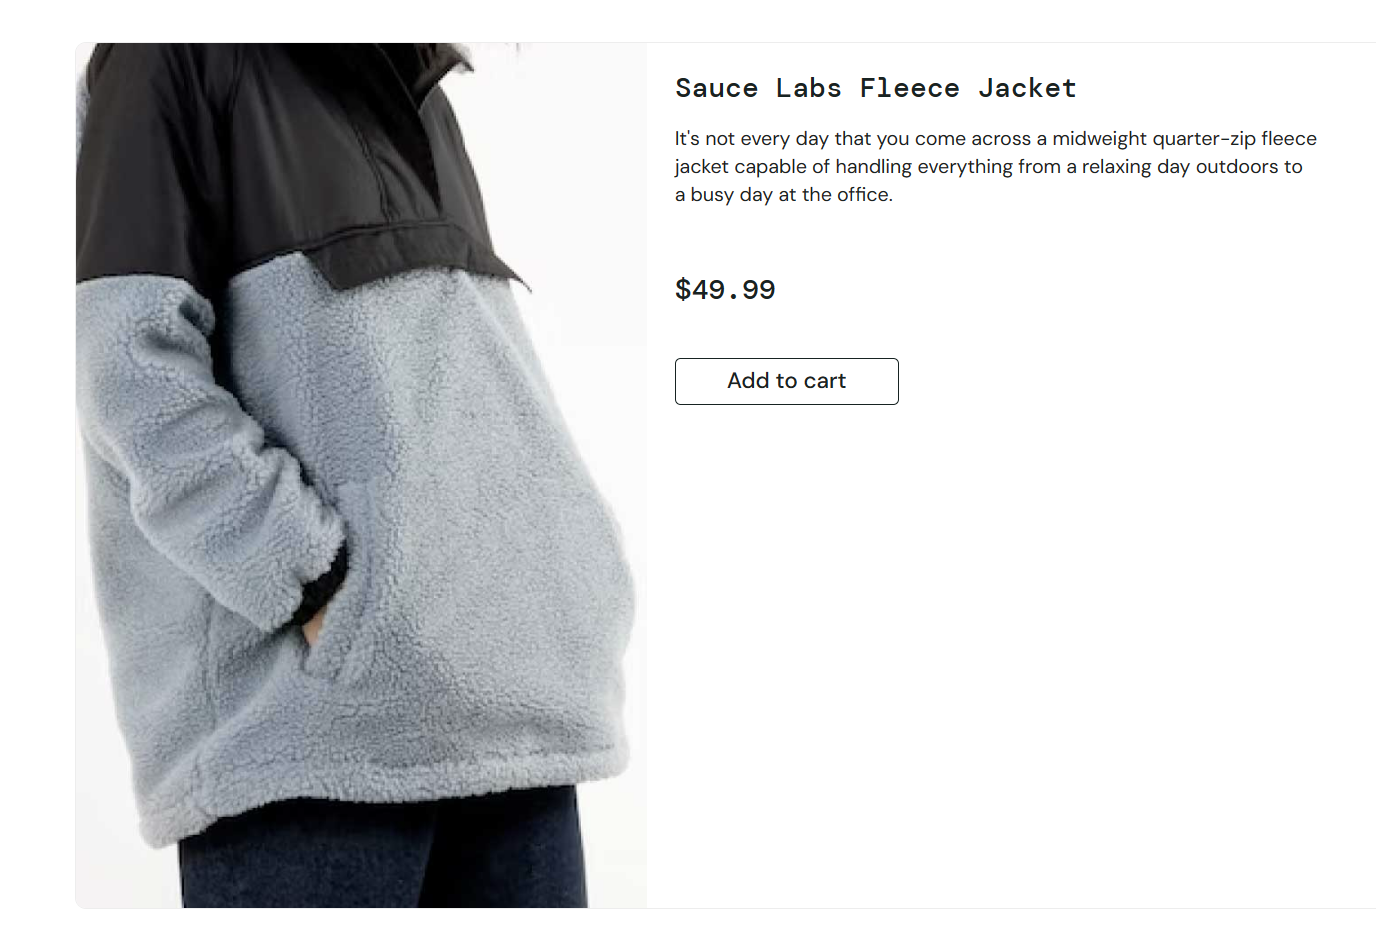 Sauce Labs Fleece Jacket
It's not every day that you come across a midweight quarter-zip fleece
jacket capable of handling everything from a relaxing day outdoors to
a busy day at the office.
$49.99
Add to cart